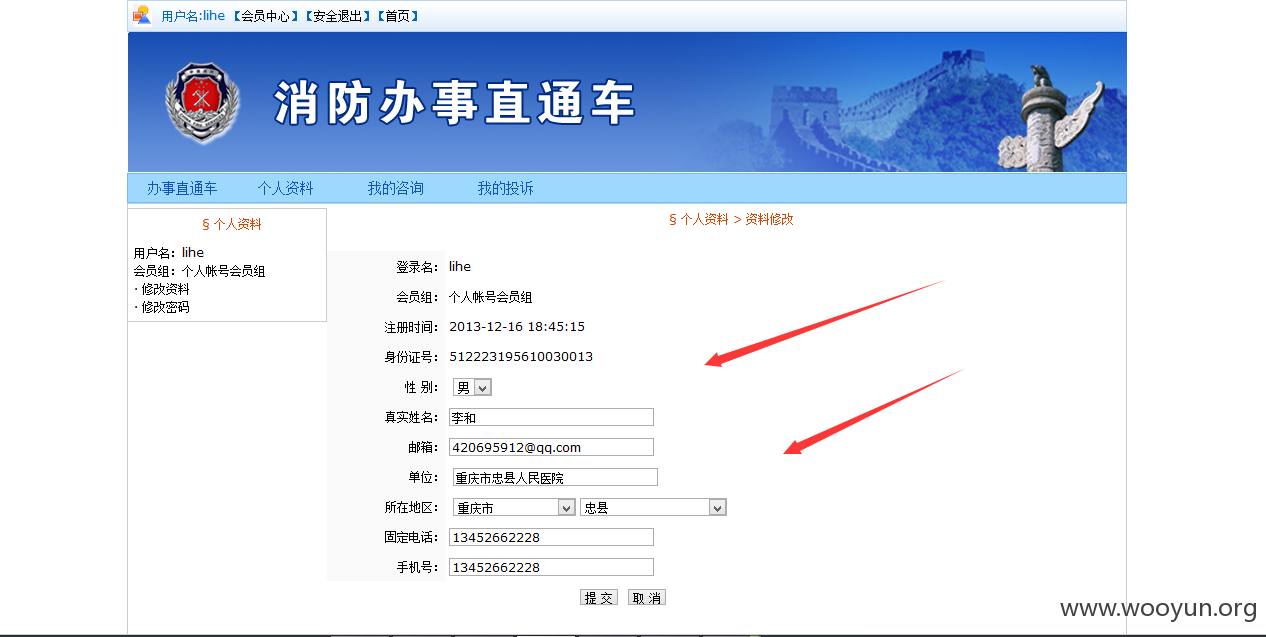 用户名:lihe 【会员中心】【安全退出】【首页】
消防办事直通车
办事直通车 个人资料 我的咨询 我的投诉
§ 个人资料
用户名：lihe
会员组：个人帐号会员组
· 修改资料
· 修改密码
§ 个人资料 > 资料修改
登录名： lihe
会员组： 个人帐号会员组
注册时间： 2013-12-16 18:45:15
身份证号： 512223195610030013
性 别： 男
真实姓名： 李和
邮箱： 420695912@qq.com
单位： 重庆市忠县人民医院
所在地区： 重庆市 忠县
固定电话： 13452662228
手机号： 13452662228
提 交 取 消
www.wooyun.org